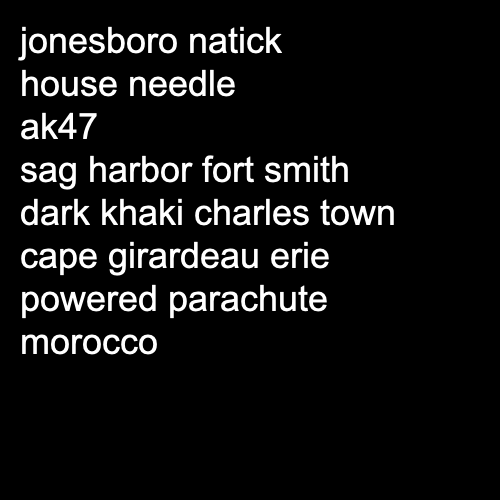 jonesboro natick
house needle
ak47
sag harbor fort smith
dark khaki charles town
cape girardeau erie
powered parachute
morocco